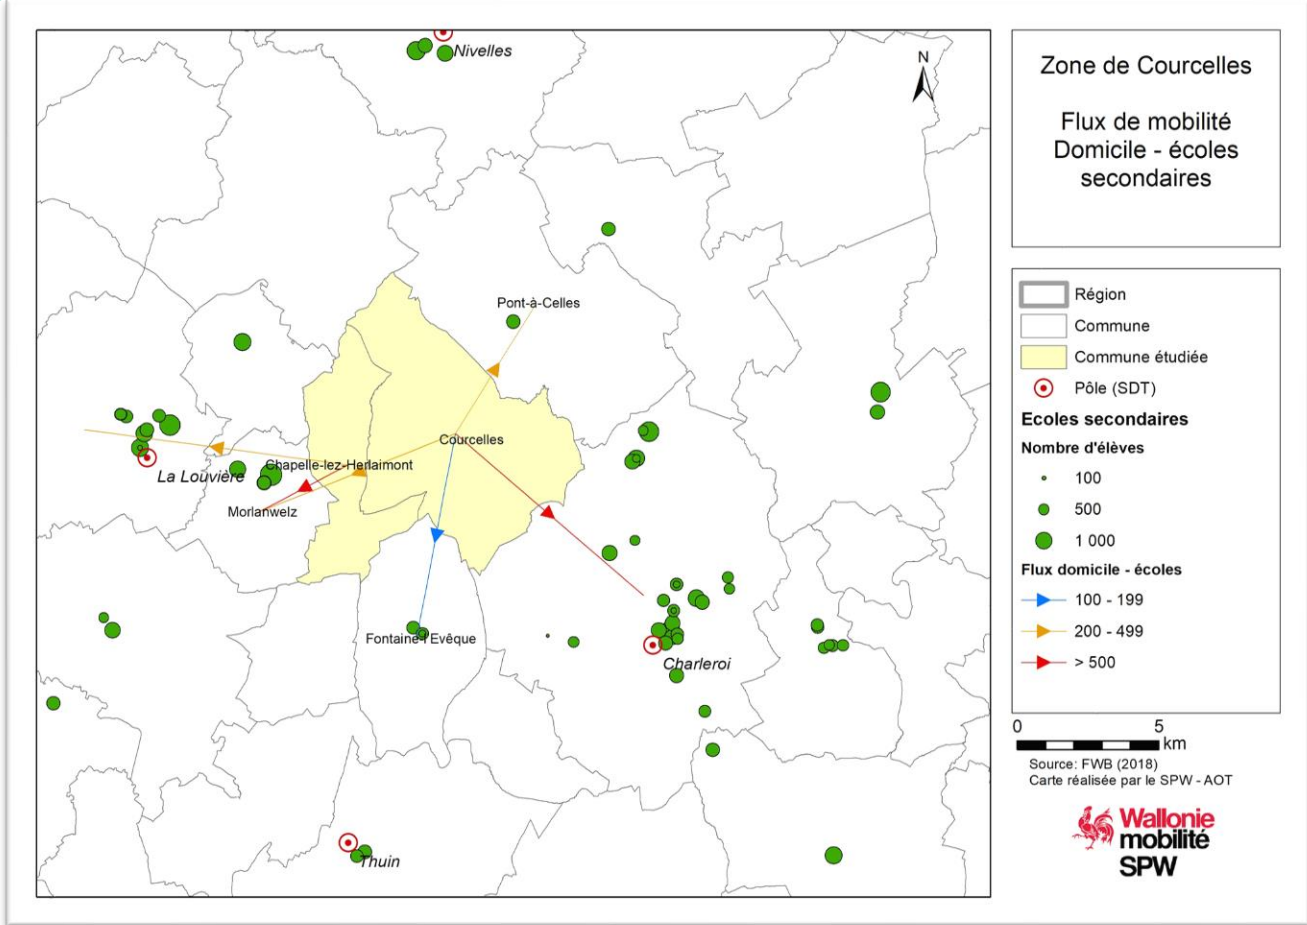 Nivelles
N
Pont-à-Celles
Courcelles
Chapelle-lez-Herlaimont
La Louvière
Morlanwelz
Fontaine-l'Evêque
Charleroi
Thuin
Zone de Courcelles
Flux de mobilité
Domicile - écoles
secondaires
Région
Commune
Commune étudiée
Pôle (SDT)
Ecoles secondaires
Nombre d'élèves
100
500
1 000
Flux domicile - écoles
100 - 199
200 - 499
> 500
0 5
km
Source: FWB (2018)
Carte réalisée par le SPW - AOT
Wallonie
mobilité
SPW